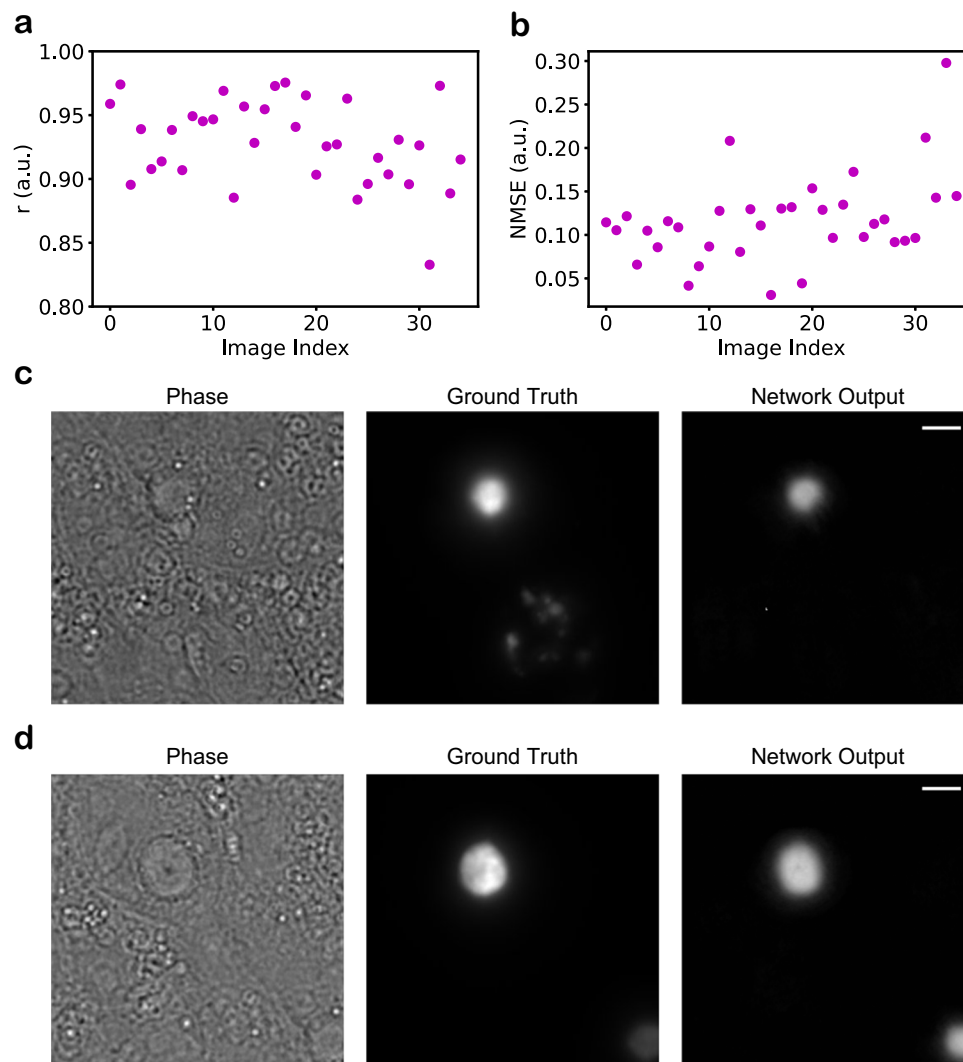 a
b
1.00
0.95
0.90
0.85
0.80
r (a.u.)
0 10 20 30
Image Index
0.30
0.25
0.20
0.15
0.10
0.05
NMSE (a.u.)
0 10 20 30
Image Index
c
Phase Ground Truth Network Output
d
Phase Ground Truth Network Output